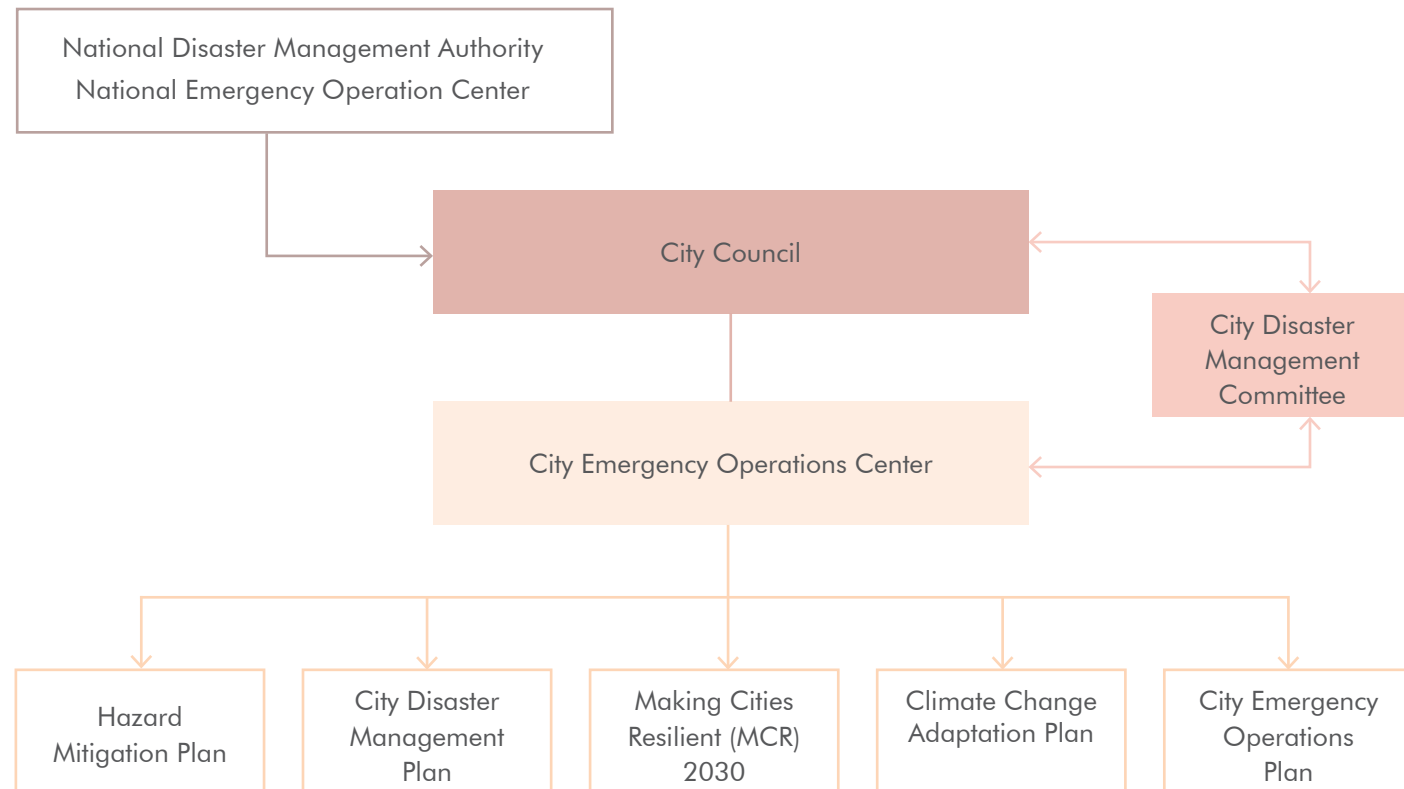 National Disaster Management Authority
National Emergency Operation Center
City Council
City Disaster
Management
Committee
City Emergency Operations Center
Hazard
Mitigation Plan
City Disaster
Management
Plan
Making Cities
Resilient (MCR)
2030
Climate Change
Adaptation Plan
City Emergency
Operations
Plan